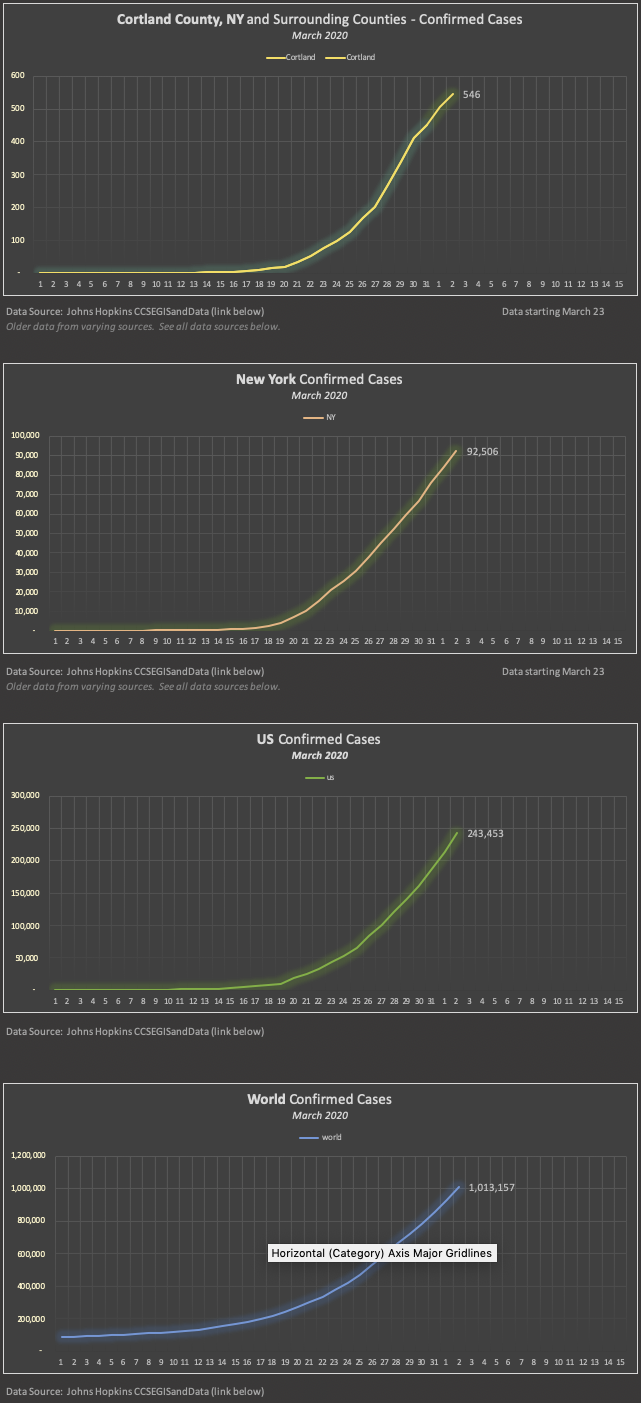 Cortland County, NY and Surrounding Counties - Confirmed Cases
March 2020
Cortland Cortland
600
546
500
400
300
200
100
-
1 2 3 4 5 6 7 8 9 10 11 12 13 14 15 16 17 18 19 20 21 22 23 24 25 26 27 28 29 30 31 1 2 3 4 5 6 7 8 9 10 11 12 13 14 15
Data Source: Johns Hopkins CCSEGISandData (link below) Data starting March 23
Older data from varying sources. See all data sources below.
New York Confirmed Cases
March 2020
NY
100,000
90,000 92,506
80,000
70,000
60,000
50,000
40,000
30,000
20,000
10,000
-
1 2 3 4 5 6 7 8 9 10 11 12 13 14 15 16 17 18 19 20 21 22 23 24 25 26 27 28 29 30 31 1 2 3 4 5 6 7 8 9 10 11 12 13 14 15
Data Source: Johns Hopkins CCSEGISandData (link below) Data starting March 23
Older data from varying sources. See all data sources below.
US Confirmed Cases
March 2020
us
300,000
250,000
243,453
200,000
150,000
100,000
50,000
-
1 2 3 4 5 6 7 8 9 10 11 12 13 14 15 16 17 18 19 20 21 22 23 24 25 26 27 28 29 30 31 1 2 3 4 5 6 7 8 9 10 11 12 13 14 15
Data Source: Johns Hopkins CCSEGISandData (link below)
World Confirmed Cases
March 2020
world
1,200,000
1,000,000 1,013,157
800,000
600,000 Horizontal (Category) Axis Major Gridlines
400,000
200,000
-
1 2 3 4 5 6 7 8 9 10 11 12 13 14 15 16 17 18 19 20 21 22 23 24 25 26 27 28 29 30 31 1 2 3 4 5 6 7 8 9 10 11 12 13 14 15
Data Source: Johns Hopkins CCSEGISandData (link below)